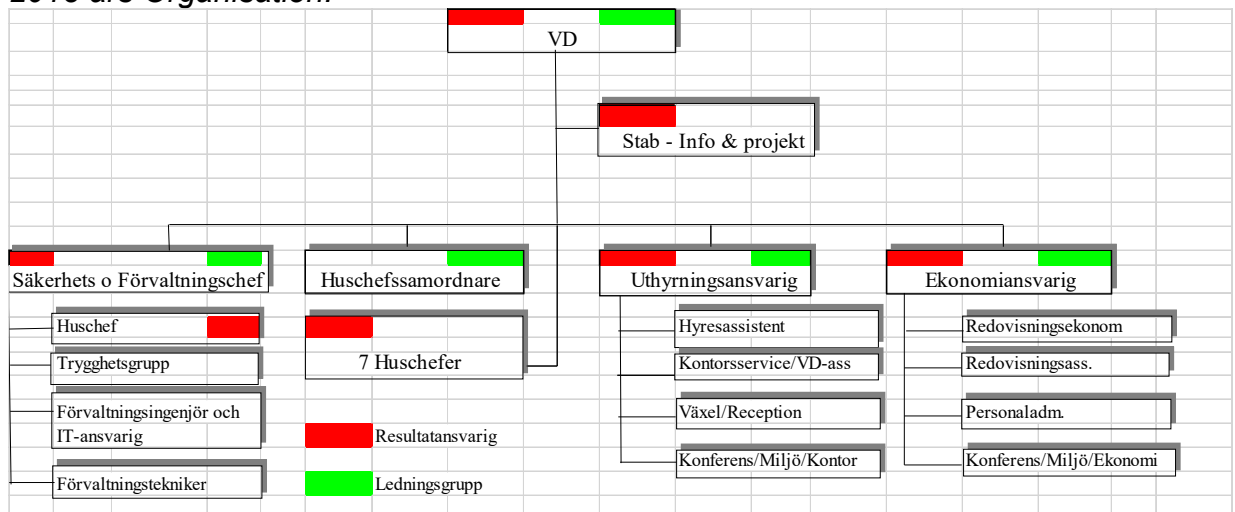 VD
Stab - Info & projekt
Säkerhets o Förvaltningschef
Huschefssamordnare
Uthyrningsansvarig
Ekonomiansvarig
Huschef
Trygghetsgrupp
Förvaltningsingenjör och
IT-ansvarig
Förvaltningstekniker
7 Huschefer
Resultatansvarig
Ledningsgrupp
Hyresassistent
Kontorsservice/VD-ass
Växel/Reception
Konferens/Miljö/Kontor
Redovisningsekonom
Redovisningsass.
Personaladm.
Konferens/Miljö/Ekonomi